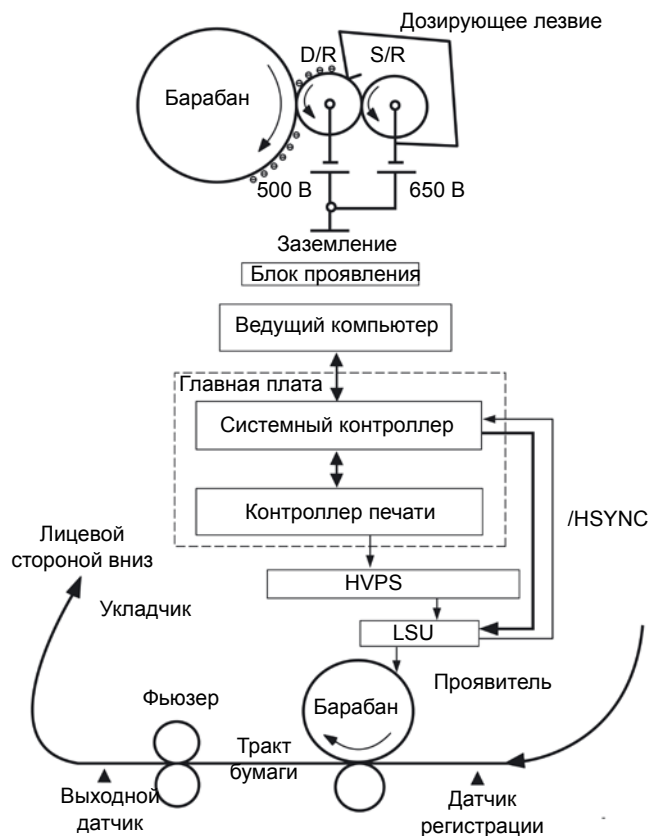 Дозирующее лезвие
D/R S/R
Барабан
500 В 650 В
Заземление
Блок проявления
Ведущий компьютер
Главная плата
Системный контроллер
Контроллер печати
/HSYNC
Лицевой
стороной вниз
HVPS
Укладчик
LSU
Проявитель
Фьюзер
Барабан
Тракт
бумаги
Выходной
датчик
Датчик
регистрации